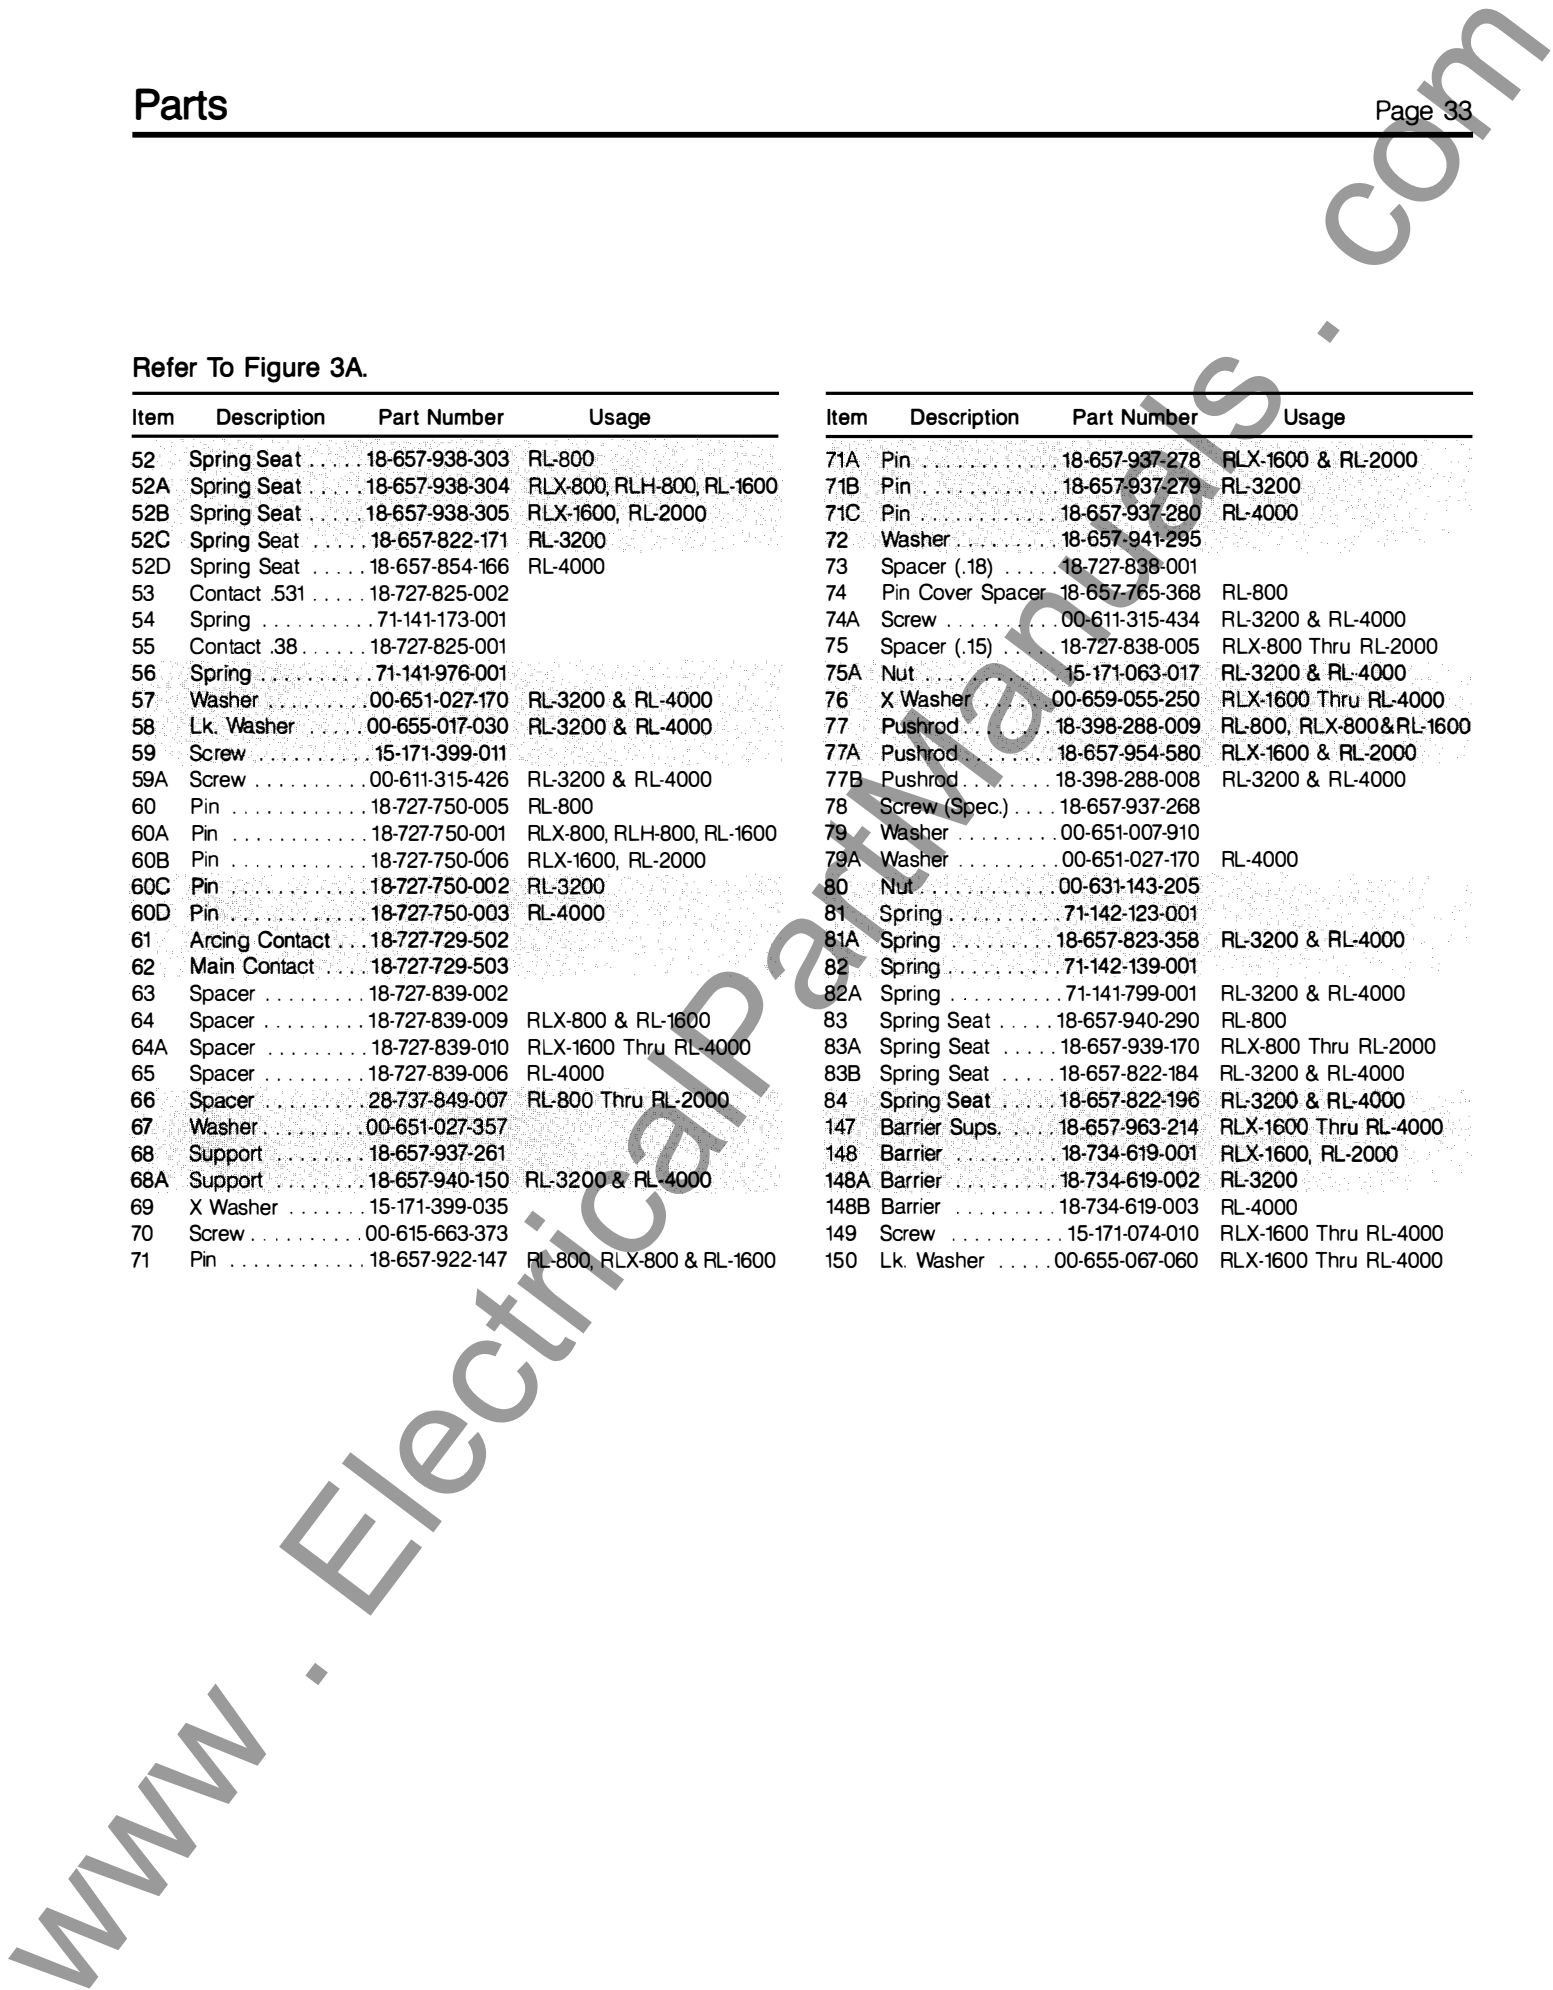 Parts
Page 33
Refer To Figure 3A.
Item Description Part Number Usage
52 Spring Seat ..... 18-657-938-303 RL-800
52A Spring Seat ..... 18-657-938-304 RLX-800, RLH-800, RL-1600
52B Spring Seat ..... 18-657-938-305 RLX-1600, RL-2000
52C Spring Seat ..... 18-657-822-171 RL-3200
52D Spring Seat ..... 18-657-854-166 RL-4000
53 Contact .531 ..... 18-727-825-002
54 Spring .......... 71-141-173-001
55 Contact .38 ...... 18-727-825-001
56 Spring .......... 71-141-976-001
57 Washer ......... 00-651-027-170 RL-3200 & RL-4000
58 Lk. Washer ..... 00-655-017-030 RL-3200 & RL-4000
59 Screw .......... 15-171-399-011
59A Screw .......... 00-611-315-426 RL-3200 & RL-4000
60 Pin ............ 18-727-750-005 RL-800
60A Pin ............ 18-727-750-001 RLX-800, RLH-800, RL-1600
60B Pin ............ 18-727-750-006 RLX-1600, RL-2000
60C Pin ............ 18-727-750-002 RL-3200
60D Pin ............ 18-727-750-003 RL-4000
61 Arcing Contact ... 18-727-729-502
62 Main Contact .... 18-727-729-503
63 Spacer ......... 18-727-839-002
64 Spacer ......... 18-727-839-009 RLX-800 & RL-1600
64A Spacer ......... 18-727-839-010 RLX-1600 Thru RL-4000
65 Spacer ......... 18-727-839-006 RL-4000
66 Spacer ......... 28-737-849-007 RL-800 Thru RL-2000
67 Washer ......... 00-651-027-357
68 Support ........ 18-657-937-261
68A Support ........ 18-657-940-150 RL-3200 & RL-4000
69 X Washer ....... 15-171-399-035
70 Screw .......... 00-615-663-373
71 Pin ............ 18-657-922-147 RL-800, RLX-800 & RL-1600
Item Description Part Number Usage
71A Pin ............ 18-657-937-278 RLX-1600 & RL-2000
71B Pin ............ 18-657-937-279 RL-3200
71C Pin ............ 18-657-937-280 RL-4000
72 Washer ......... 18-657-941-295
73 Spacer (.18) ..... 18-727-838-001
74 Pin Cover Spacer 18-657-765-368 RL-800
74A Screw .......... 00-611-315-434 RL-3200 & RL-4000
75 Spacer (.15) ..... 18-727-838-005 RLX-800 Thru RL-2000
75A Nut ............ 15-171-063-017 RL-3200 & RL-4000
76 X Washer ....... 00-659-055-250 RLX-1600 Thru RL-4000
77 Pushrod ........ 18-398-288-009 RL-800, RLX-800&RL-1600
77A Pushrod ........ 18-657-954-580 RLX-1600 & RL-2000
77B Pushrod ........ 18-398-288-008 RL-3200 & RL-4000
78 Screw (Spec.) .... 18-657-937-268
79 Washer ......... 00-651-007-910
79A Washer ......... 00-651-027-170 RL-4000
80 Nut ............ 00-631-143-205
81 Spring .......... 71-142-123-001
81A Spring ......... 18-657-823-358 RL-3200 & RL-4000
82 Spring .......... 71-142-139-001
82A Spring .......... 71-141-799-001 RL-3200 & RL-4000
83 Spring Seat ..... 18-657-940-290 RL-800
83A Spring Seat ..... 18-657-939-170 RLX-800 Thru RL-2000
83B Spring Seat ..... 18-657-822-184 RL-3200 & RL-4000
84 Spring Seat ..... 18-657-822-196 RL-3200 & RL-4000
147 Barrier Sups. .... 18-657-963-214 RLX-1600 Thru RL-4000
148 Barrier ......... 18-734-619-001 RLX-1600, RL-2000
148A Barrier ......... 18-734-619-002 RL-3200
148B Barrier ......... 18-734-619-003 RL-4000
149 Screw .......... 15-171-074-010 RLX-1600 Thru RL-4000
150 Lk. Washer ..... 00-655-067-060 RLX-1600 Thru RL-4000
www . ElectricalPartManuals . com